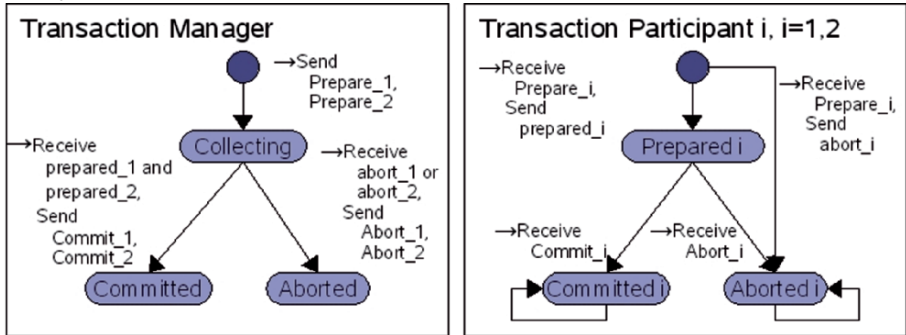 Transaction Manager
→Send
Prepare_1,
Prepare_2
Collecting
→Receive
prepared_1 and
prepared_2,
Send
Commit_1,
Commit_2
→Receive
abort_1 or
abort_2,
Send
Abort_1,
Abort_2
Committed
Aborted
Transaction Participant i, i=1,2
→Receive
Prepare_i,
Send
prepared_i
→Receive
Prepare_i,
Send
abort_i
Prepared i
→Receive
Commit_i
→Receive
Abort_i
Committed i
Aborted i